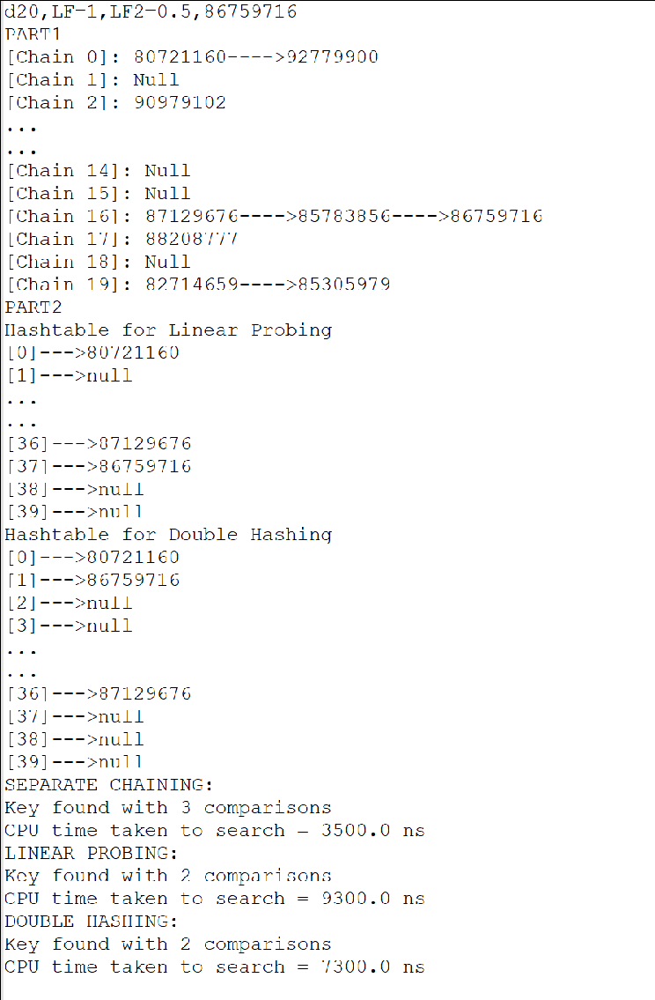 d20,LF=1,LF2=0.5,86759716
PART1
[Chain 0]: 80721160---->92779900
[Chain 1]: Null
[Chain 2]: 90979102
...
...
[Chain 14]: Null
[Chain 15]: Null
[Chain 16]: 87129676---->85783856---->86759716
[Chain 17]: 88208777
[Chain 18]: Null
[Chain 19]: 82714659---->85305979
PART2
Hashtable for Linear Probing
[0]--->80721160
[1]--->null
...
...
[36]--->87129676
[37]--->86759716
[38]--->null
[39]--->null
Hashtable for Double Hashing
[0]--->80721160
[1]--->86759716
[2]--->null
[3]--->null
...
...
[36]--->87129676
[37]--->null
[38]--->null
[39]--->null
SEPARATE CHAINING:
Key found with 3 comparisons
CPU time taken to search = 3500.0 ns
LINEAR PROBING:
Key found with 2 comparisons
CPU time taken to search = 9300.0 ns
DOUBLE HASHING:
Key found with 2 comparisons
CPU time taken to search = 7300.0 ns